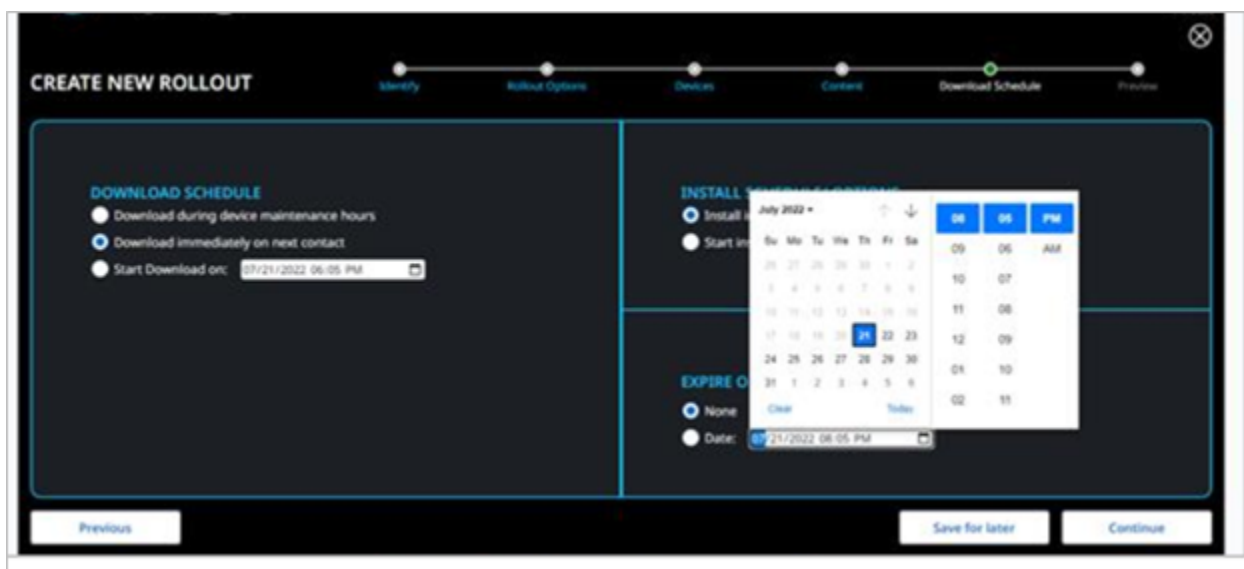 CREATE NEW ROLLOUT
Identify
Rollout Options
Devices
Content
Download Schedule
Preview
DOWNLOAD SCHEDULE
Download during device maintenance hours
Download immediately on next contact
Start Download on: 07/21/2022 06:05 PM
INSTALL
Install
Start
July 2022
Su Mo Tu We Th Fr Sa
26 27 28 29 30 1 2
3 4 5 6 7 8 9
10 11 12 13 14 15 16
17 18 19 20 21 22 23
24 25 26 27 28 29 30
31 1 2 3 4 5 6
Clear Today
08 05 PM
09 06 AM
10 07
11 08
12 09
01 10
02 11
EXPIRE
None
Date: 07/21/2022 08:05 PM
Previous
Save for later
Continue